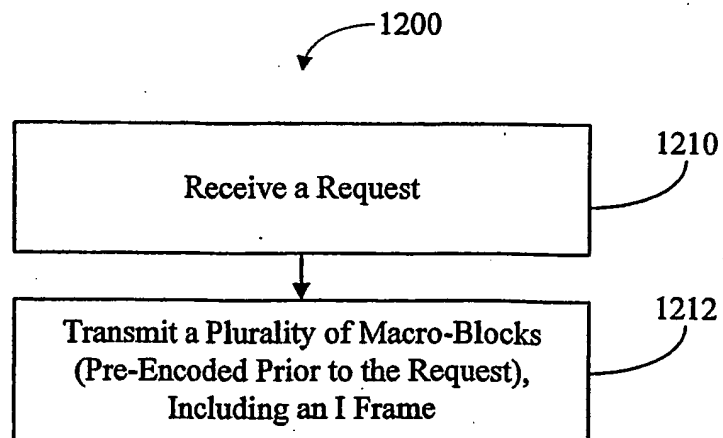 1200
Receive a Request
1210
Transmit a Plurality of Macro-Blocks
(Pre-Encoded Prior to the Request),
Including an I Frame
1212